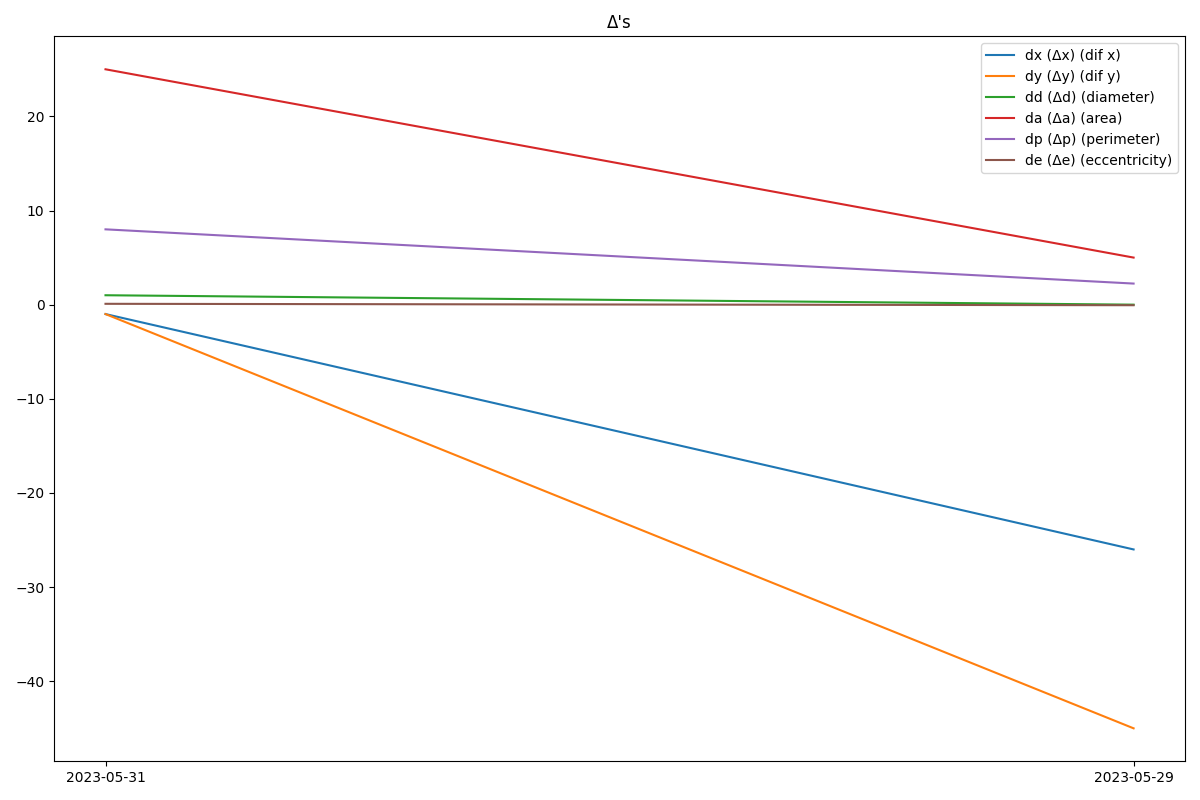 Δ's
dx (Δx) (dif x)
dy (Δy) (dif y)
dd (Δd) (diameter)
da (Δa) (area)
dp (Δp) (perimeter)
de (Δe) (eccentricity)
20
10
0
−10
−20
−30
−40
2023-05-31 2023-05-29